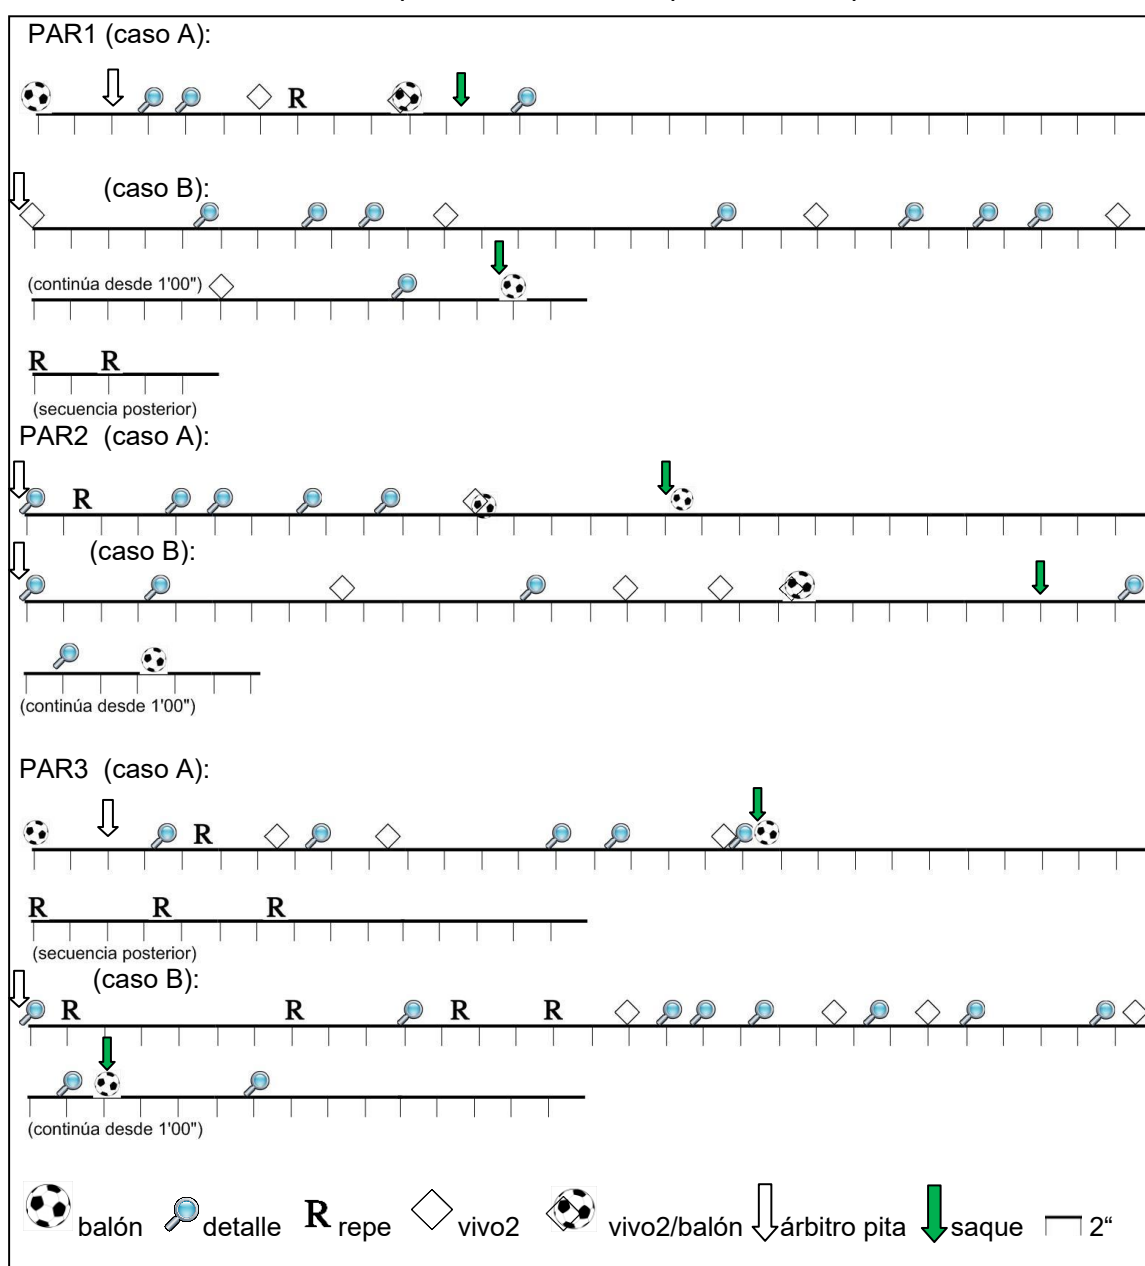 PAR1 (caso A):
R
(caso B):
(continúa desde 1'00")
R R
(secuencia posterior)
PAR2 (caso A):
R
(caso B):
(continúa desde 1'00")
PAR3 (caso A):
R
R R R
(secuencia posterior)
(caso B):
R R R R
(continúa desde 1'00")
balón detalle R repe vivo2 vivo2/balón árbitro pita saque 2“